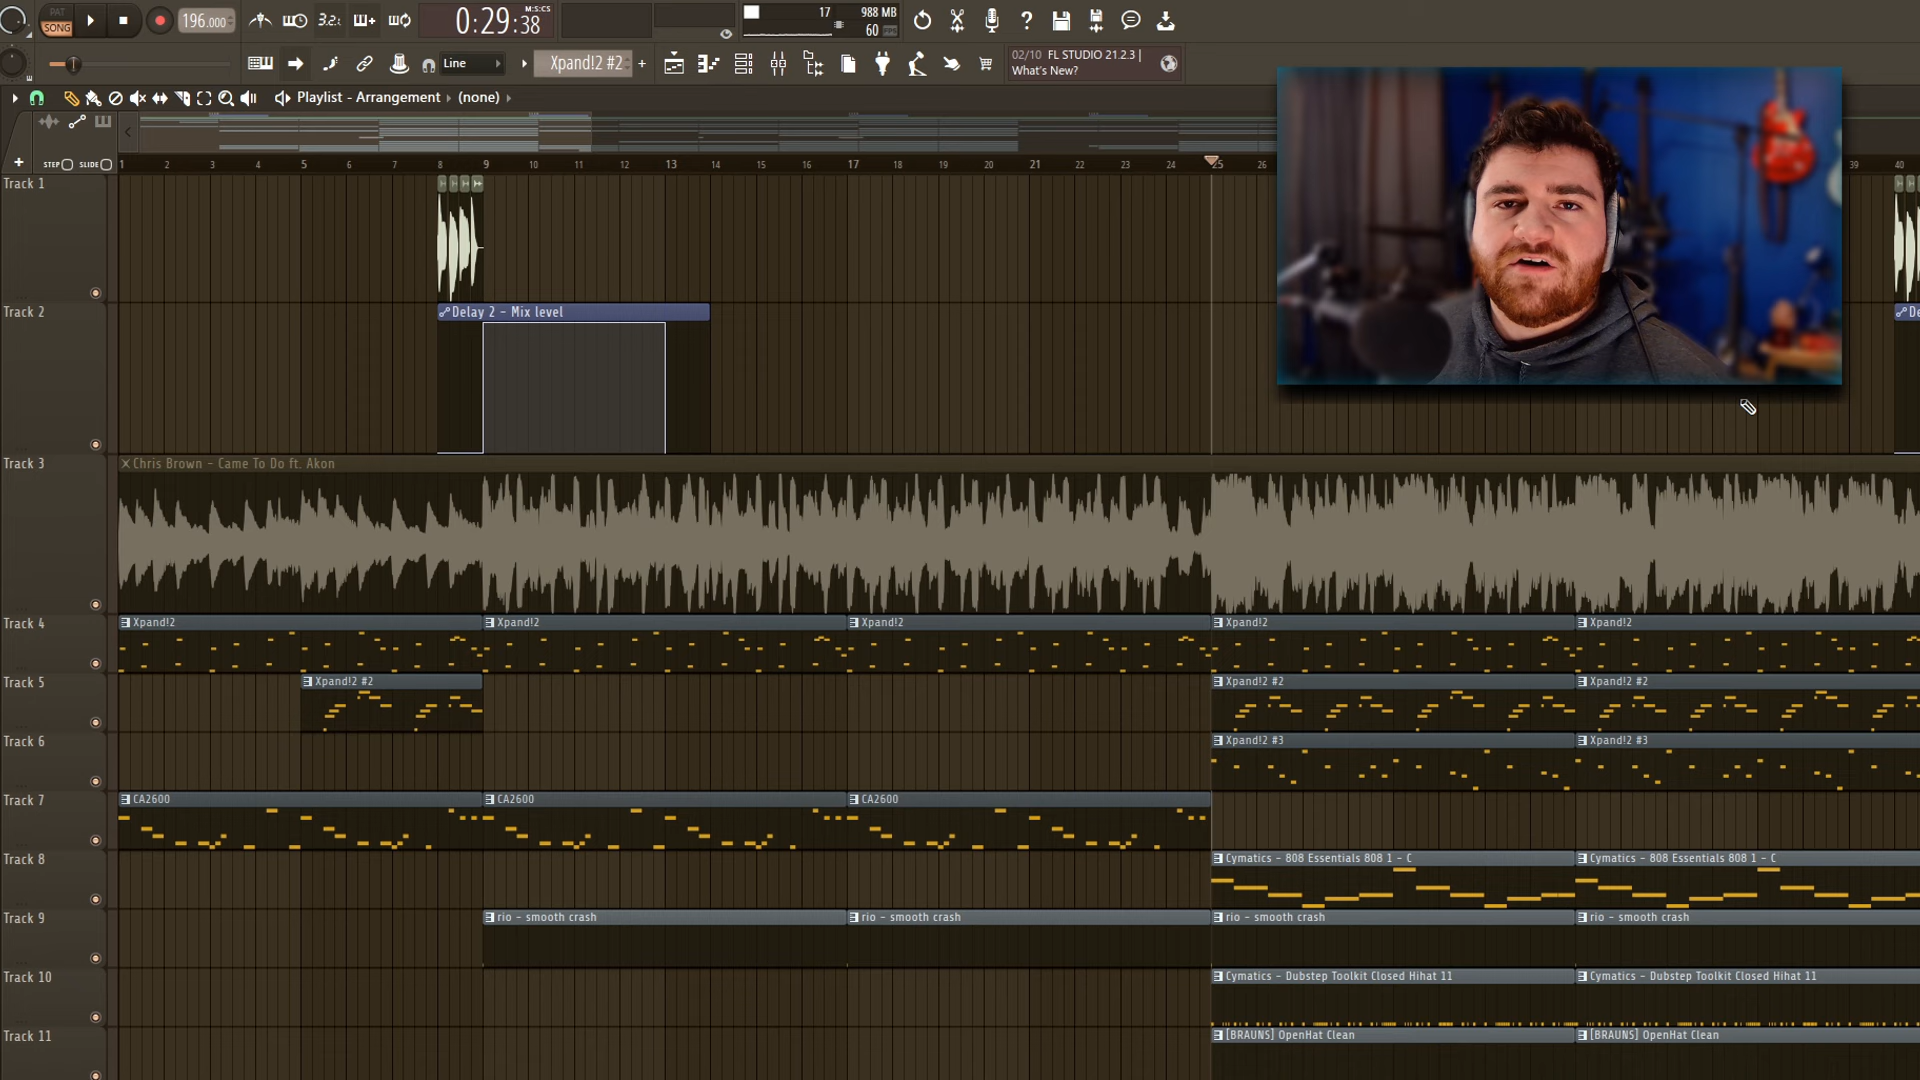 PAT
SONG
196.000
3.2:
0:29:38
M:S:CS
17
988 MB
60
FPS
Line
Xpand!2 #2
02/10 FL STUDIO 21.2.3 |
What's New?
Playlist - Arrangement
(none)
STEP
SLIDE
1 2 3 4 5 6 7 8 9 10 11 12 13 14 15 16 17 18 19 20 21 22 23 24 25 26 39 40
Track 1
Track 2
Delay 2 - Mix level
De
Track 3
Chris Brown - Came To Do ft. Akon
Track 4
Xpand!2
Xpand!2
Xpand!2
Xpand!2
Xpand!2
Track 5
Xpand!2 #2
Xpand!2 #2
Xpand!2 #2
Track 6
Xpand!2 #3
Xpand!2 #3
Track 7
CA2600
CA2600
CA2600
Track 8
Cymatics - 808 Essentials 808 1 - C
Cymatics - 808 Essentials 808 1 - C
Track 9
rio - smooth crash
rio - smooth crash
rio - smooth crash
rio - smooth crash
Track 10
Cymatics - Dubstep Toolkit Closed Hihat 11
Cymatics - Dubstep Toolkit Closed Hihat 11
Track 11
[BRAUNS] OpenHat Clean
[BRAUNS] OpenHat Clean